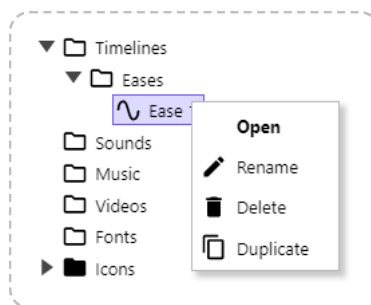 Timelines
Eases
Ease
Open
Sounds
Music
Rename
Videos
Delete
Fonts
Duplicate
Icons